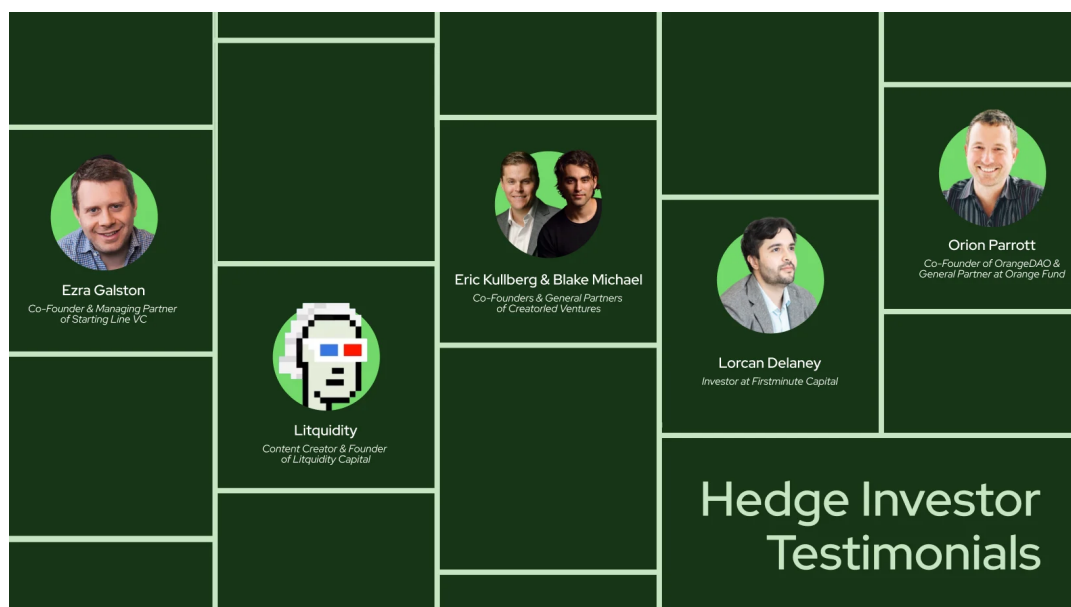 Ezra Galston
Co-Founder & Managing Partner
of Starting Line VC
Litquidity
Content Creator & Founder
of Litquidity Capital
Eric Kullberg & Blake Michael
Co-Founders & General Partners
of Creatorled Ventures
Lorcan Delaney
Investor at Firstminute Capital
Orion Parrott
Co-Founder of OrangeDAO &
General Partner at Orange Fund
Hedge Investor
Testimonials